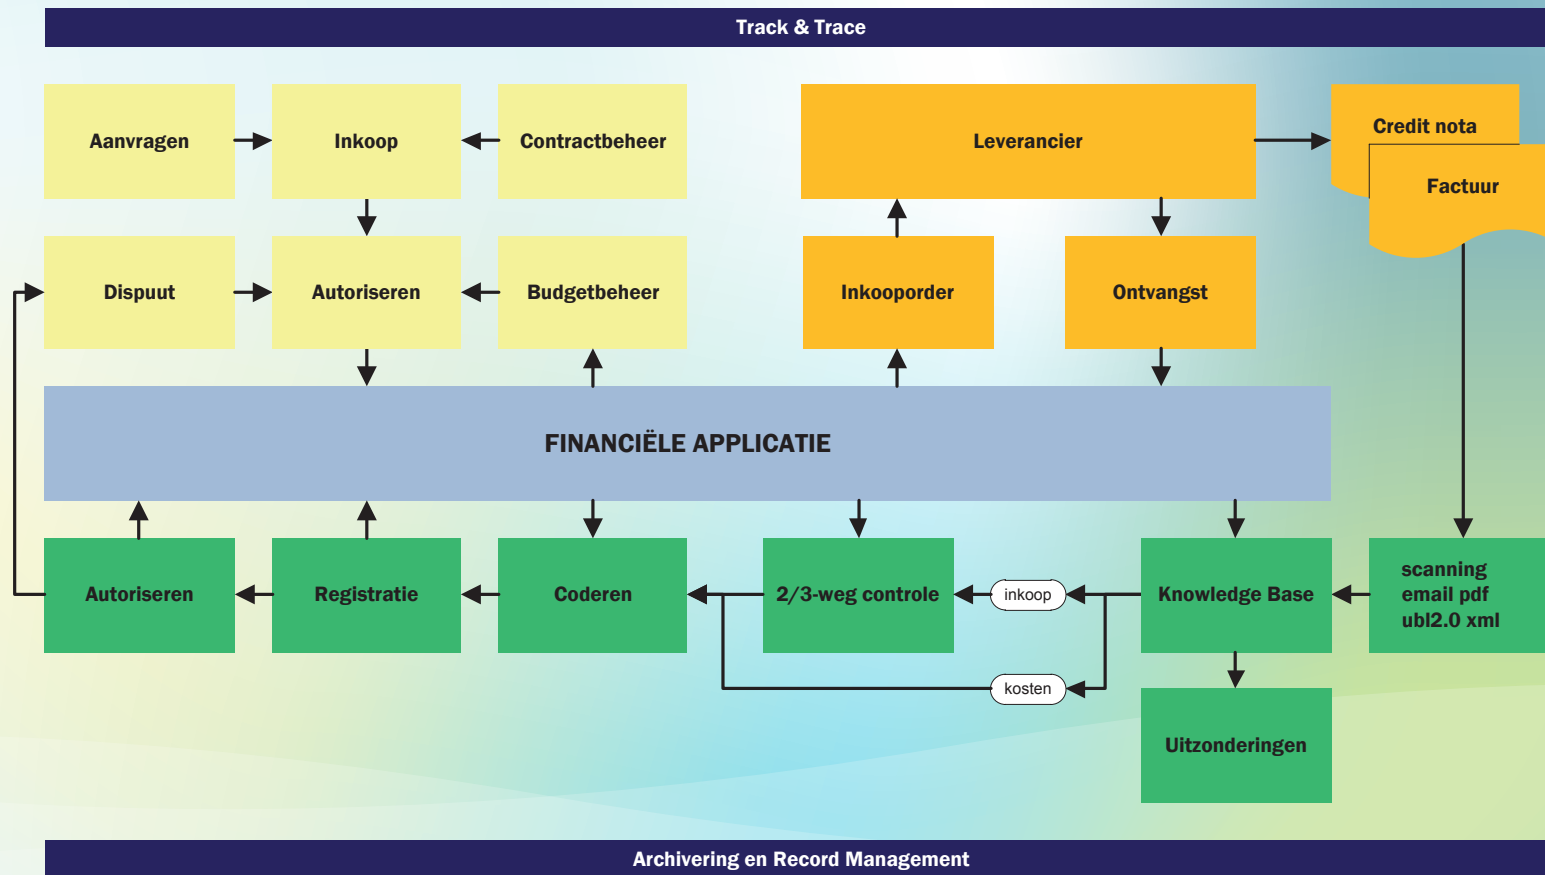 Track & Trace
Aanvragen
Inkoop
Contractbeheer
Leverancier
Credit nota
Factuur
Dispuut
Autoriseren
Budgetbeheer
Inkooporder
Ontvangst
FINANCIËLE APPLICATIE
Autoriseren
Registratie
Coderen
2/3-weg controle
inkoop
Knowledge Base
scanning
email pdf
ubl2.0 xml
kosten
Uitzonderingen
Archivering en Record Management